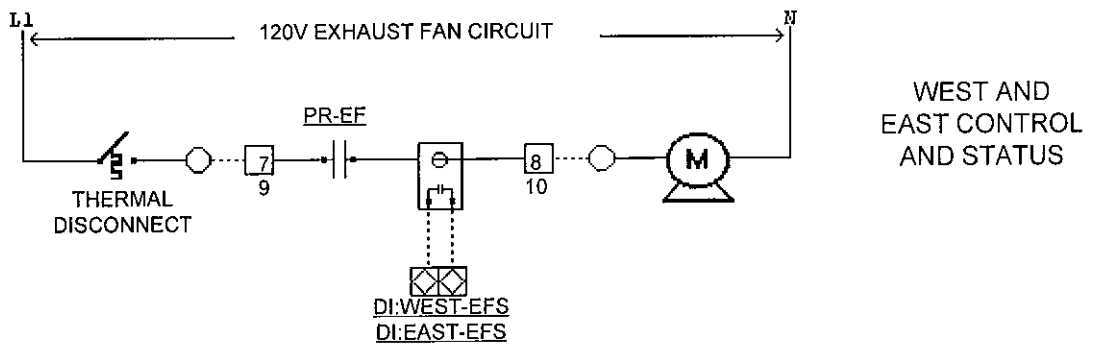 L1
N
120V EXHAUST FAN CIRCUIT
WEST AND
EAST CONTROL
AND STATUS
PR-EF
7
9
8
10
M
THERMAL
DISCONNECT
DI:WEST-EFS
DI:EAST-EFS